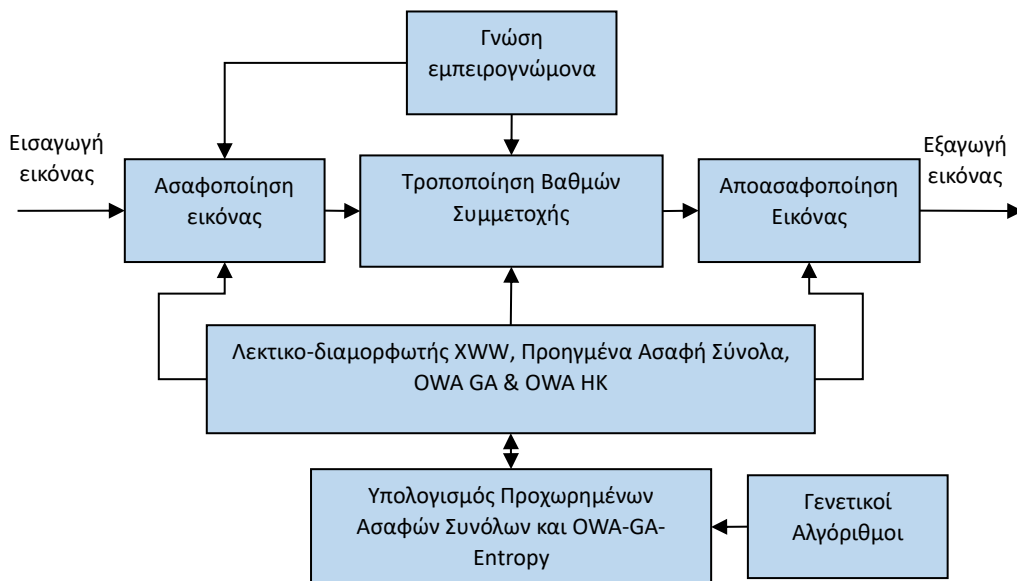 Γνώση
εμπειρογνώμονα
Εισαγωγή
εικόνας
Ασαφοποίηση
εικόνας
Τροποποίηση Βαθμών
Συμμετοχής
Αποασαφοποίηση
Εικόνας
Εξαγωγή
εικόνας
Λεκτικο-διαμορφωτής XWW, Προηγμένα Ασαφή Σύνολα,
OWA GA & OWA HK
Υπολογισμός Προχωρημένων
Ασαφών Συνόλων και OWA-GA-
Entropy
Γενετικοί
Αλγόριθμοι